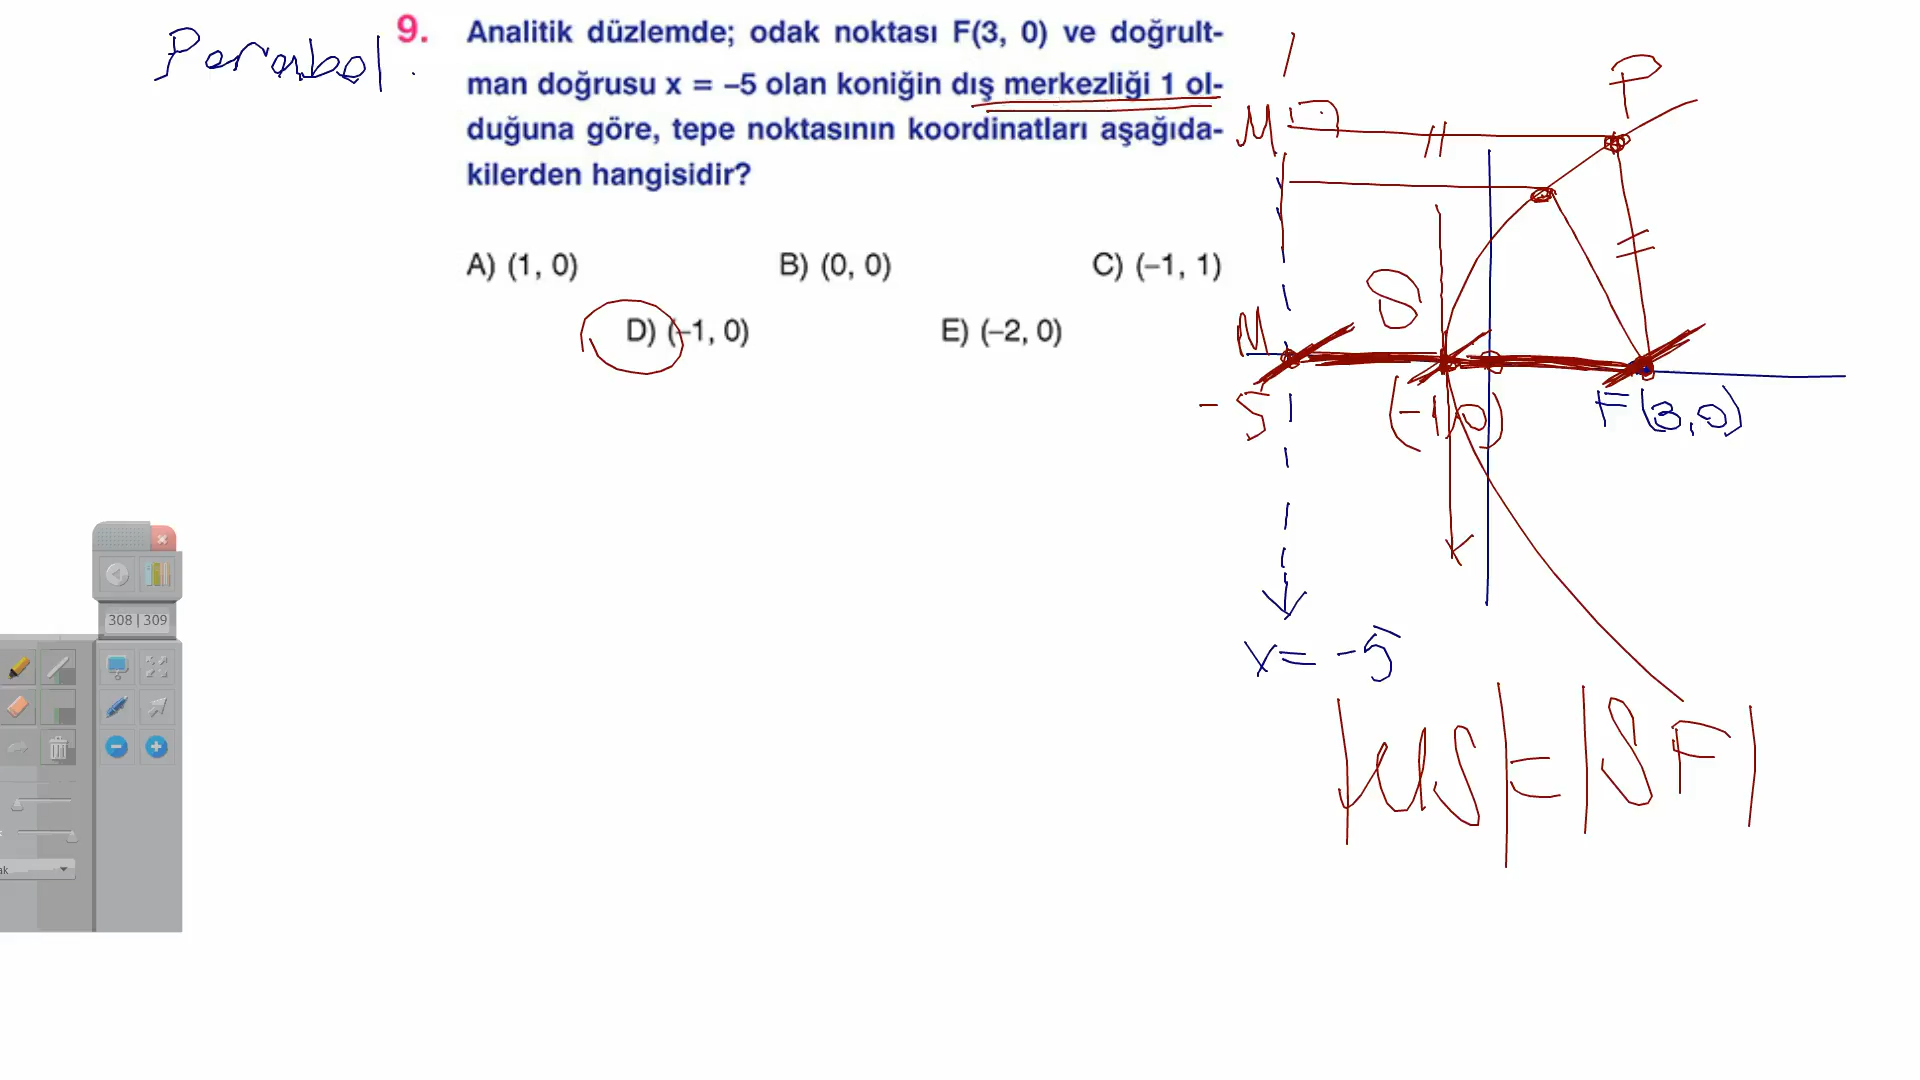 Parabol.
9. Analitik düzlemde; odak noktası F(3, 0) ve doğrult-
man doğrusu x = –5 olan koniğin dış merkezliği 1 ol-
duğuna göre, tepe noktasının koordinatları aşağıda-
kilerden hangisidir?
A) (1, 0) B) (0, 0) C) (–1, 1)
D) (–1, 0) E) (–2, 0)
P
M
S
M
-5 (-1,0) F(3,0)
x = -5
|MS| = |SF|
308 | 309
ak